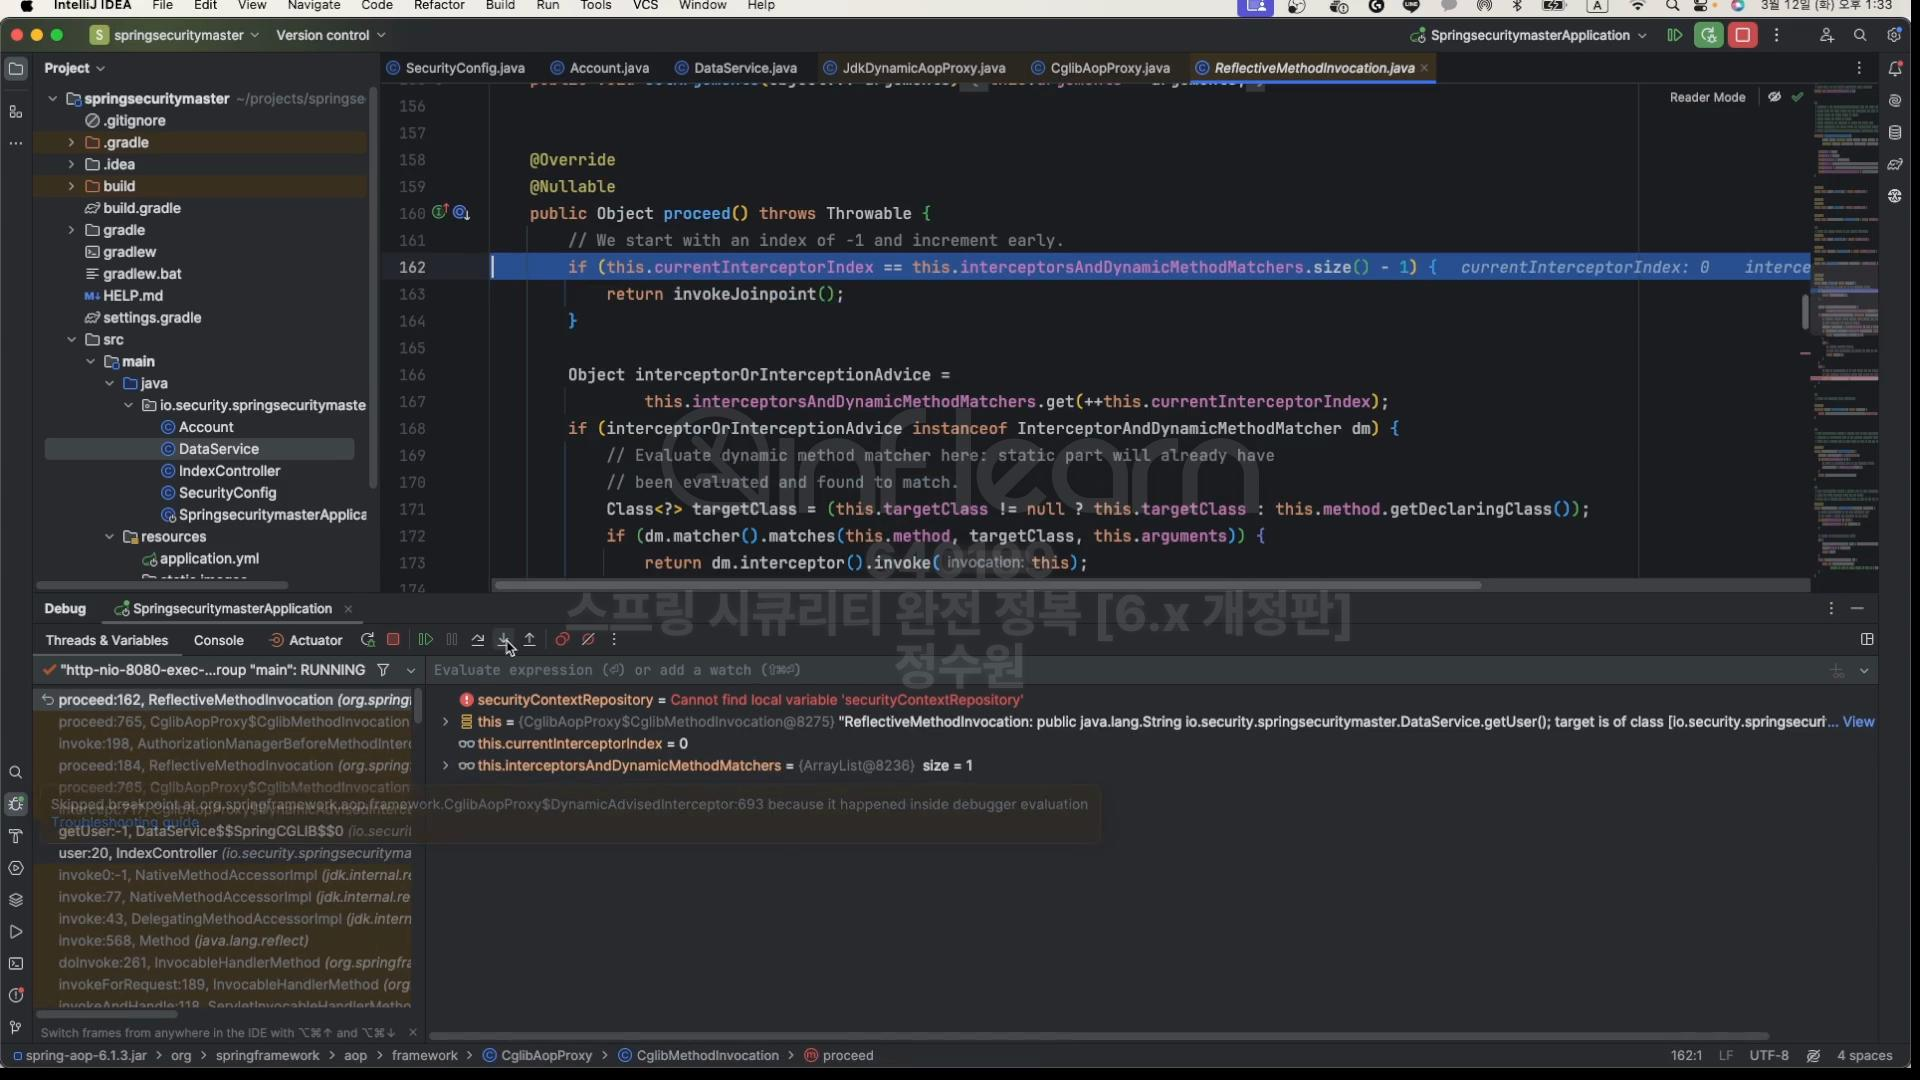 IntelliJ IDEA File Edit View Navigate Code Refactor Build Run Tools VCS Window Help
A 3월 12일 (화) 오후 1:33
S springsecuritymaster Version control
SpringsecuritymasterApplication
Project
SecurityConfig.java Account.java DataService.java JdkDynamicAopProxy.java CglibAopProxy.java ReflectiveMethodInvocation.java
Reader Mode
springsecuritymaster ~/projects/springse
.gitignore
.gradle
.idea
build
build.gradle
gradle
gradlew
gradlew.bat
M↓ HELP.md
settings.gradle
src
main
java
io.security.springsecuritymaste
Account
DataService
IndexController
SecurityConfig
SpringsecuritymasterApplica
resources
application.yml
156
157
158 @Override
159 @Nullable
160 public Object proceed() throws Throwable {
161 // We start with an index of -1 and increment early.
162 if (this.currentInterceptorIndex == this.interceptorsAndDynamicMethodMatchers.size() - 1) { currentInterceptorIndex: 0 interce
163 return invokeJoinpoint();
164 }
165
166 Object interceptorOrInterceptionAdvice =
167 this.interceptorsAndDynamicMethodMatchers.get(++this.currentInterceptorIndex);
168 if (interceptorOrInterceptionAdvice instanceof InterceptorAndDynamicMethodMatcher dm) {
169 // Evaluate dynamic method matcher here: static part will already have
170 // been evaluated and found to match.
171 Class<?> targetClass = (this.targetClass != null ? this.targetClass : this.method.getDeclaringClass());
172 if (dm.matcher().matches(this.method, targetClass, this.arguments)) {
173 return dm.interceptor().invoke( invocation: this);
174
inflearn
640199
스프링 시큐리티 완전 정복 [6.x 개정판]
정수원
Debug SpringsecuritymasterApplication
Threads & Variables Console Actuator
"http-nio-8080-exec-...roup "main": RUNNING
Evaluate expression (⏎) or add a watch (⇧⌘⏎)
proceed:162, ReflectiveMethodInvocation (org.springf
proceed:765, CglibAopProxy$CglibMethodInvocation
invoke:198, AuthorizationManagerBeforeMethodInterc
proceed:184, ReflectiveMethodInvocation (org.spring
proceed:765, CglibAopProxy$CglibMethodInvocation
intercept:717, CglibAopProxy$DynamicAdvisedInterc
getUser:-1, DataService$$SpringCGLIB$$0 (io.securi
user:20, IndexController (io.security.springsecurityma
invoke0:-1, NativeMethodAccessorImpl (jdk.internal.re
invoke:77, NativeMethodAccessorImpl (jdk.internal.re
invoke:43, DelegatingMethodAccessorImpl (jdk.intern
invoke:568, Method (java.lang.reflect)
doInvoke:261, InvocableHandlerMethod (org.springfra
invokeForRequest:189, InvocableHandlerMethod (org
invokeAndHandle:118, ServletInvocableHandlerMetho
securityContextRepository = Cannot find local variable 'securityContextRepository'
this = {CglibAopProxy$CglibMethodInvocation@8275} "ReflectiveMethodInvocation: public java.lang.String io.security.springsecuritymaster.DataService.getUser(); target is of class [io.security.springsecuri... View
this.currentInterceptorIndex = 0
this.interceptorsAndDynamicMethodMatchers = {ArrayList@8236} size = 1
Skipped breakpoint at org.springframework.aop.framework.CglibAopProxy$DynamicAdvisedInterceptor:693 because it happened inside debugger evaluation
Troubleshooting guide
Switch frames from anywhere in the IDE with ⌥⌘↑ and ⌥⌘↓
spring-aop-6.1.3.jar > org > springframework > aop > framework > CglibAopProxy > CglibMethodInvocation > proceed
162:1 LF UTF-8 4 spaces